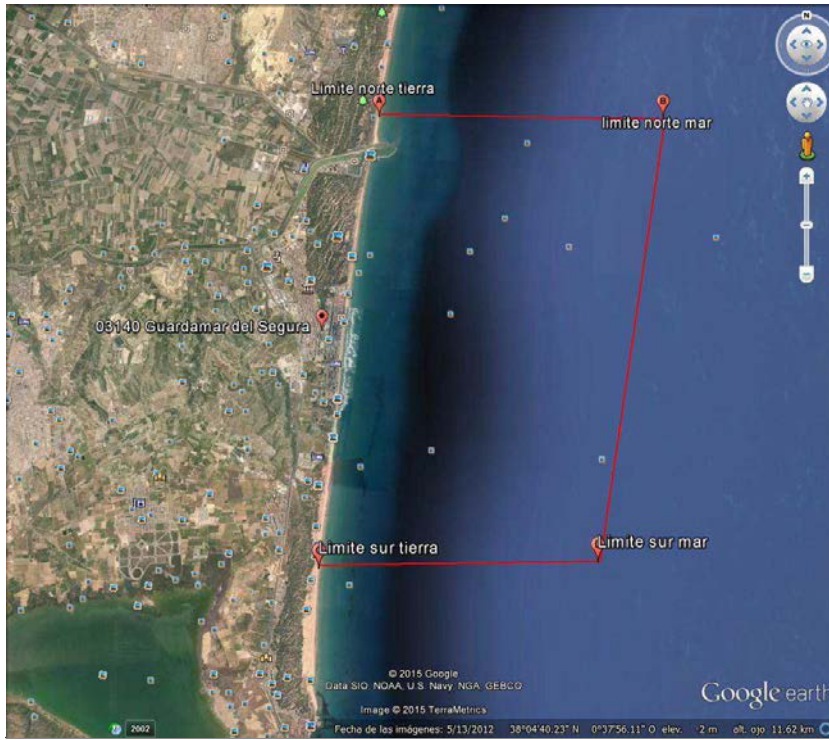 N
Limite norte tierra
A
B
limite norte mar
03140 Guardamar del Segura
Limite sur tierra
Limite sur mar
© 2015 Google
Data SIO, NOAA, U.S. Navy, NGA, GEBCO
Image © 2015 TerraMetrics
Google earth
2002
Fecha de las imágenes: 5/13/2012 38°04'40.23" N 0°37'56.11" O elev. -2 m alt. ojo 11.62 km